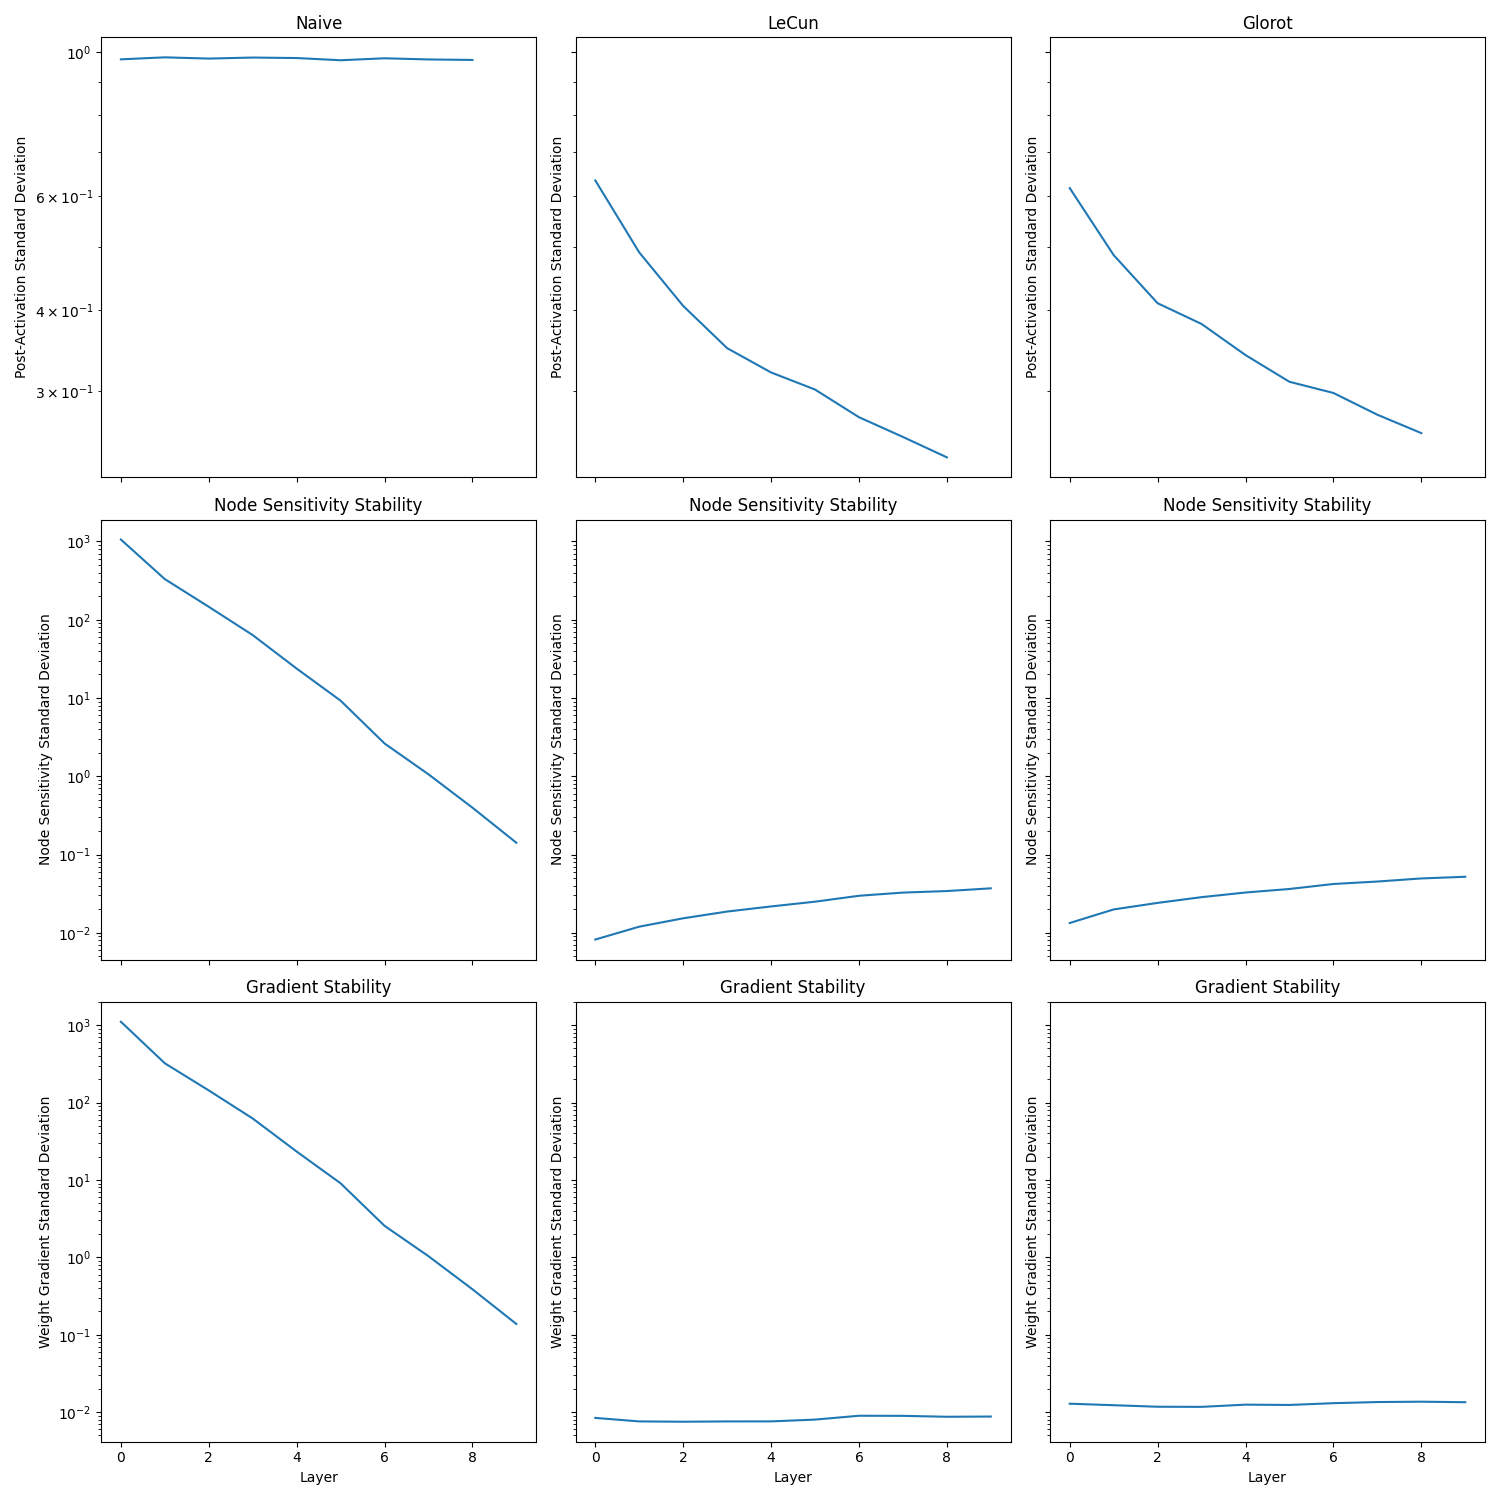 Naive
LeCun
Glorot
Post-Activation Standard Deviation
10⁰
6 × 10⁻¹
4 × 10⁻¹
3 × 10⁻¹
Post-Activation Standard Deviation
Post-Activation Standard Deviation
Node Sensitivity Stability
Node Sensitivity Stability
Node Sensitivity Stability
Node Sensitivity Standard Deviation
10³
10²
10¹
10⁰
10⁻¹
10⁻²
Node Sensitivity Standard Deviation
Node Sensitivity Standard Deviation
Gradient Stability
Gradient Stability
Gradient Stability
Weight Gradient Standard Deviation
10³
10²
10¹
10⁰
10⁻¹
10⁻²
Weight Gradient Standard Deviation
Weight Gradient Standard Deviation
0 2 4 6 8
0 2 4 6 8
0 2 4 6 8
Layer
Layer
Layer